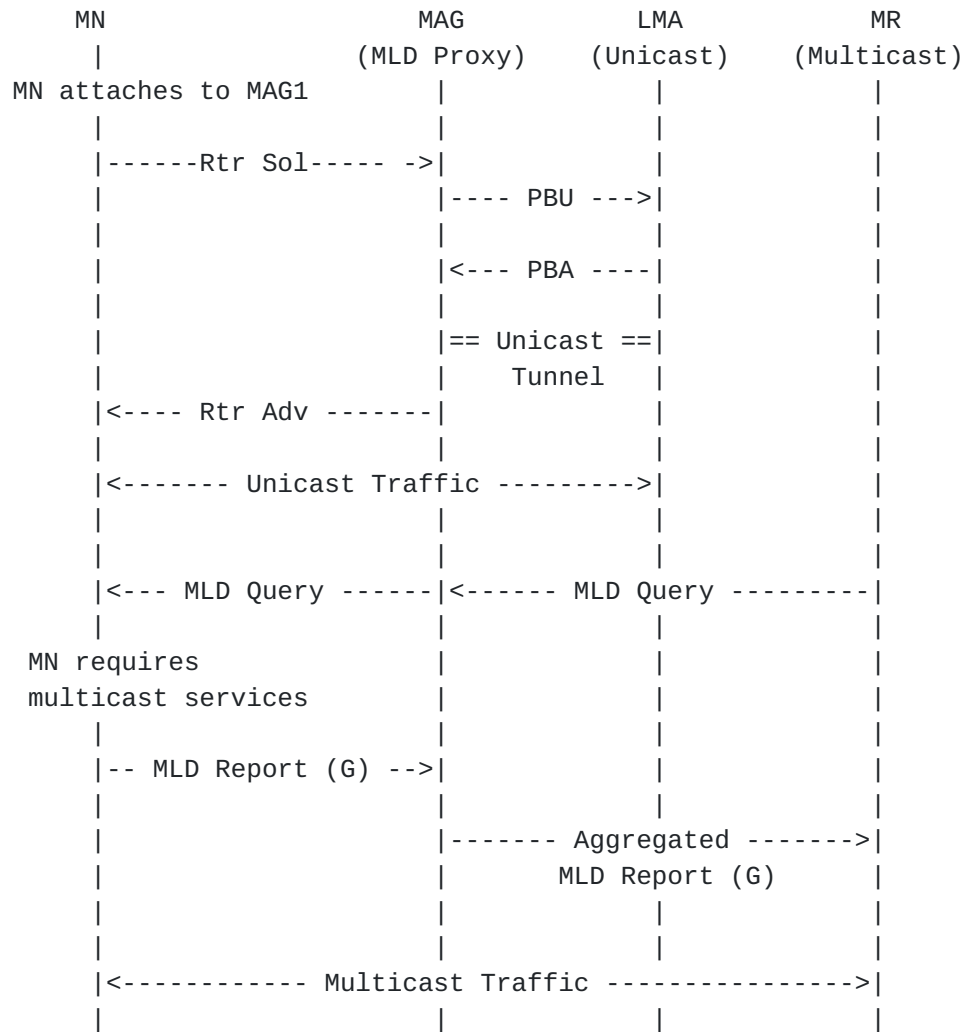 MN MAG LMA MR
| (MLD Proxy) (Unicast) (Multicast)
MN attaches to MAG1 | | |
| | | |
|------Rtr Sol----- ->| | |
| |---- PBU --->| |
| | | |
| |<--- PBA ----| |
| | | |
| |== Unicast ==| |
| | Tunnel | |
|<---- Rtr Adv -------| | |
| | | |
|<------- Unicast Traffic --------->| |
| | | |
| | | |
|<--- MLD Query ------|<------ MLD Query ---------|
| | | |
MN requires | | |
multicast services | | |
| | | |
|-- MLD Report (G) -->| | |
| | | |
| |------- Aggregated ------->|
| | MLD Report (G) |
| | | |
| | | |
|<------------ Multicast Traffic ---------------->|
| | | |